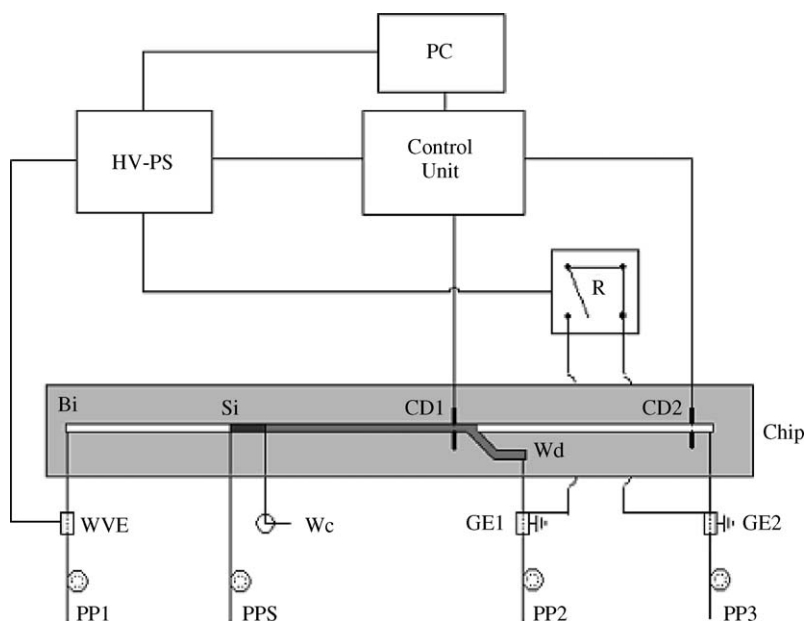 PC
HV-PS
Control
Unit
R
Bi
Si
CD1
CD2
Chip
Wd
WVE
Wc
GE1
GE2
PP1
PPS
PP2
PP3